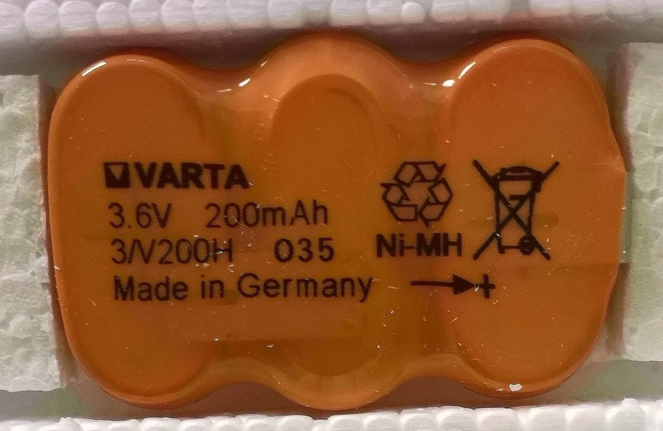 VARTA
3.6V 200mAh
3/V200H 035
Ni-MH
Made in Germany
+